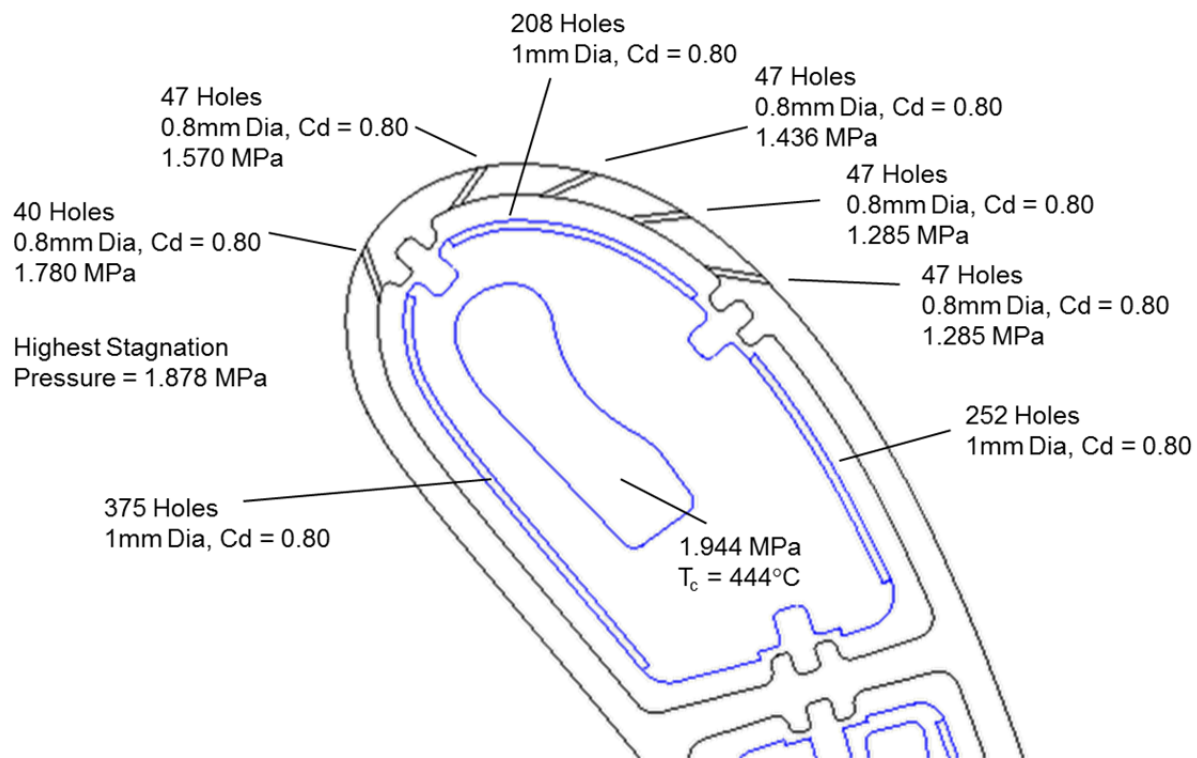 208 Holes
1mm Dia, Cd = 0.80
47 Holes
0.8mm Dia, Cd = 0.80
1.570 MPa
47 Holes
0.8mm Dia, Cd = 0.80
1.436 MPa
40 Holes
0.8mm Dia, Cd = 0.80
1.780 MPa
47 Holes
0.8mm Dia, Cd = 0.80
1.285 MPa
47 Holes
0.8mm Dia, Cd = 0.80
1.285 MPa
Highest Stagnation
Pressure = 1.878 MPa
252 Holes
1mm Dia, Cd = 0.80
375 Holes
1mm Dia, Cd = 0.80
1.944 MPa
Tc = 444°C